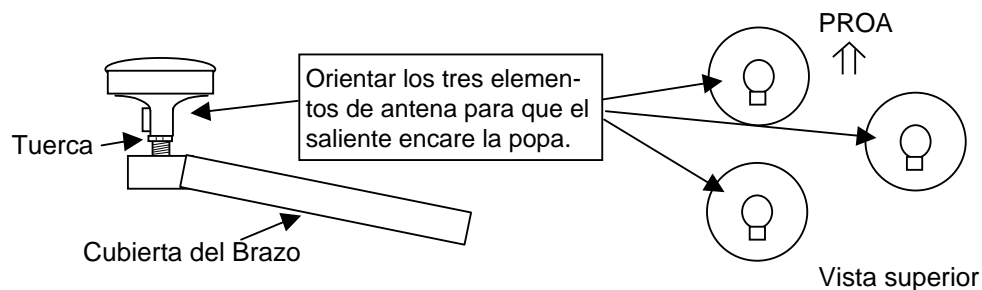 PROA
Orientar los tres elemen-
tos de antena para que el
saliente encare la popa.
Tuerca
Cubierta del Brazo
Vista superior